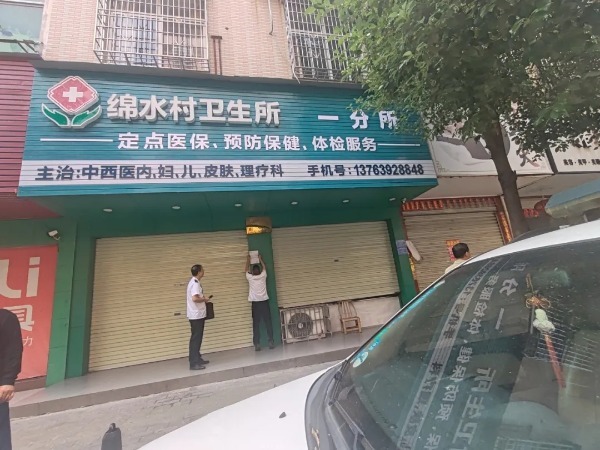 绵水村卫生所 一分所
定点医保、预防保健、体检服务
主治:中西医内、妇、儿、皮肤、理疗科 手机号:13763928848